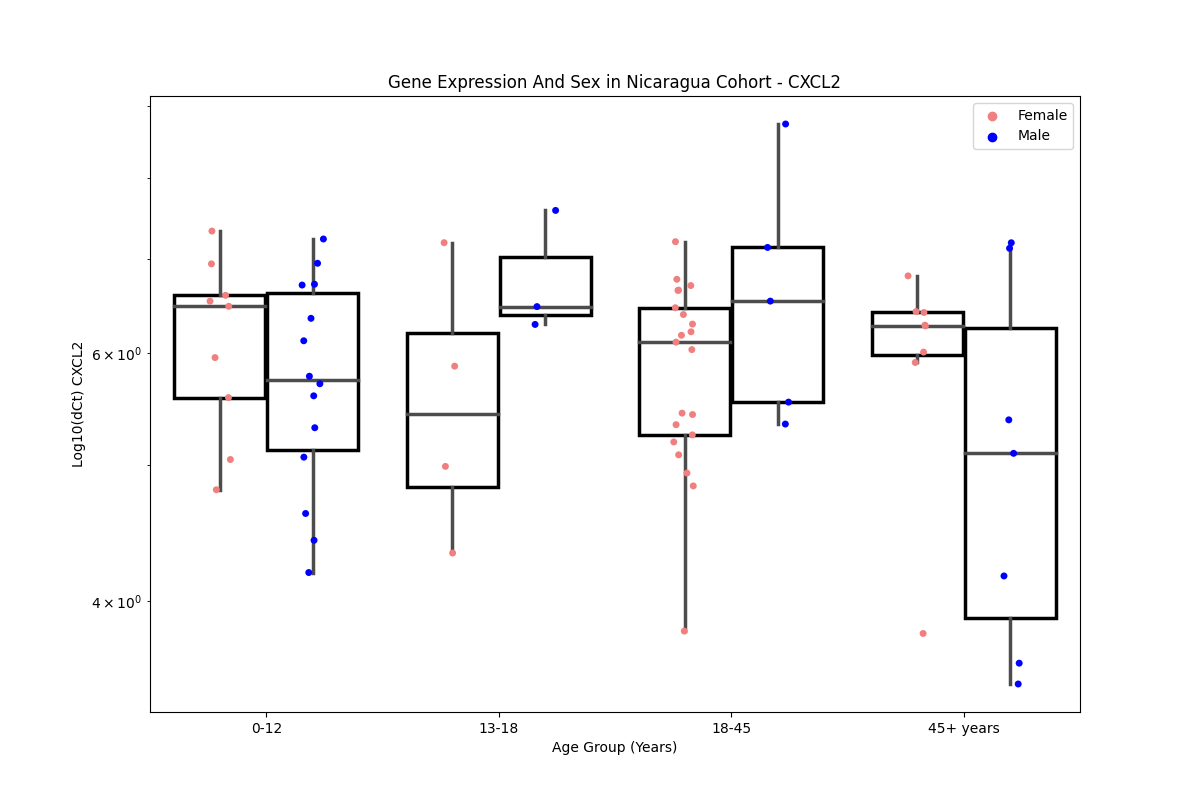 Gene Expression And Sex in Nicaragua Cohort - CXCL2
Female
Male
Log10(dCt) CXCL2
6 × 10⁰
4 × 10⁰
0-12
13-18
18-45
45+ years
Age Group (Years)